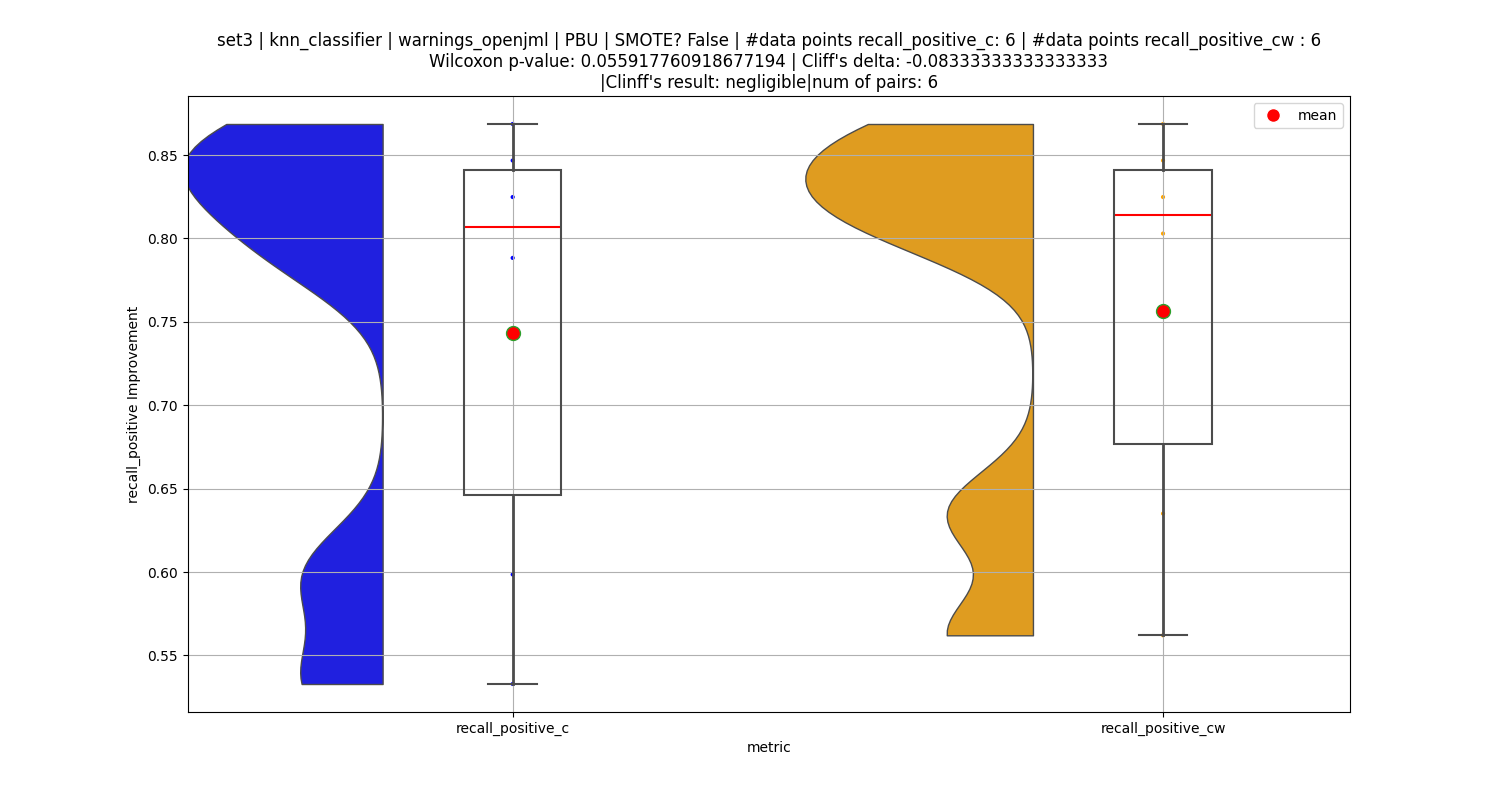 set3 | knn_classifier | warnings_openjml | PBU | SMOTE? False | #data points recall_positive_c: 6 | #data points recall_positive_cw : 6
Wilcoxon p-value: 0.055917760918677194 | Cliff's delta: -0.08333333333333333
|Clinff's result: negligible|num of pairs: 6
mean
0.85
0.80
0.75
0.70
0.65
0.60
0.55
recall_positive Improvement
recall_positive_c
recall_positive_cw
metric